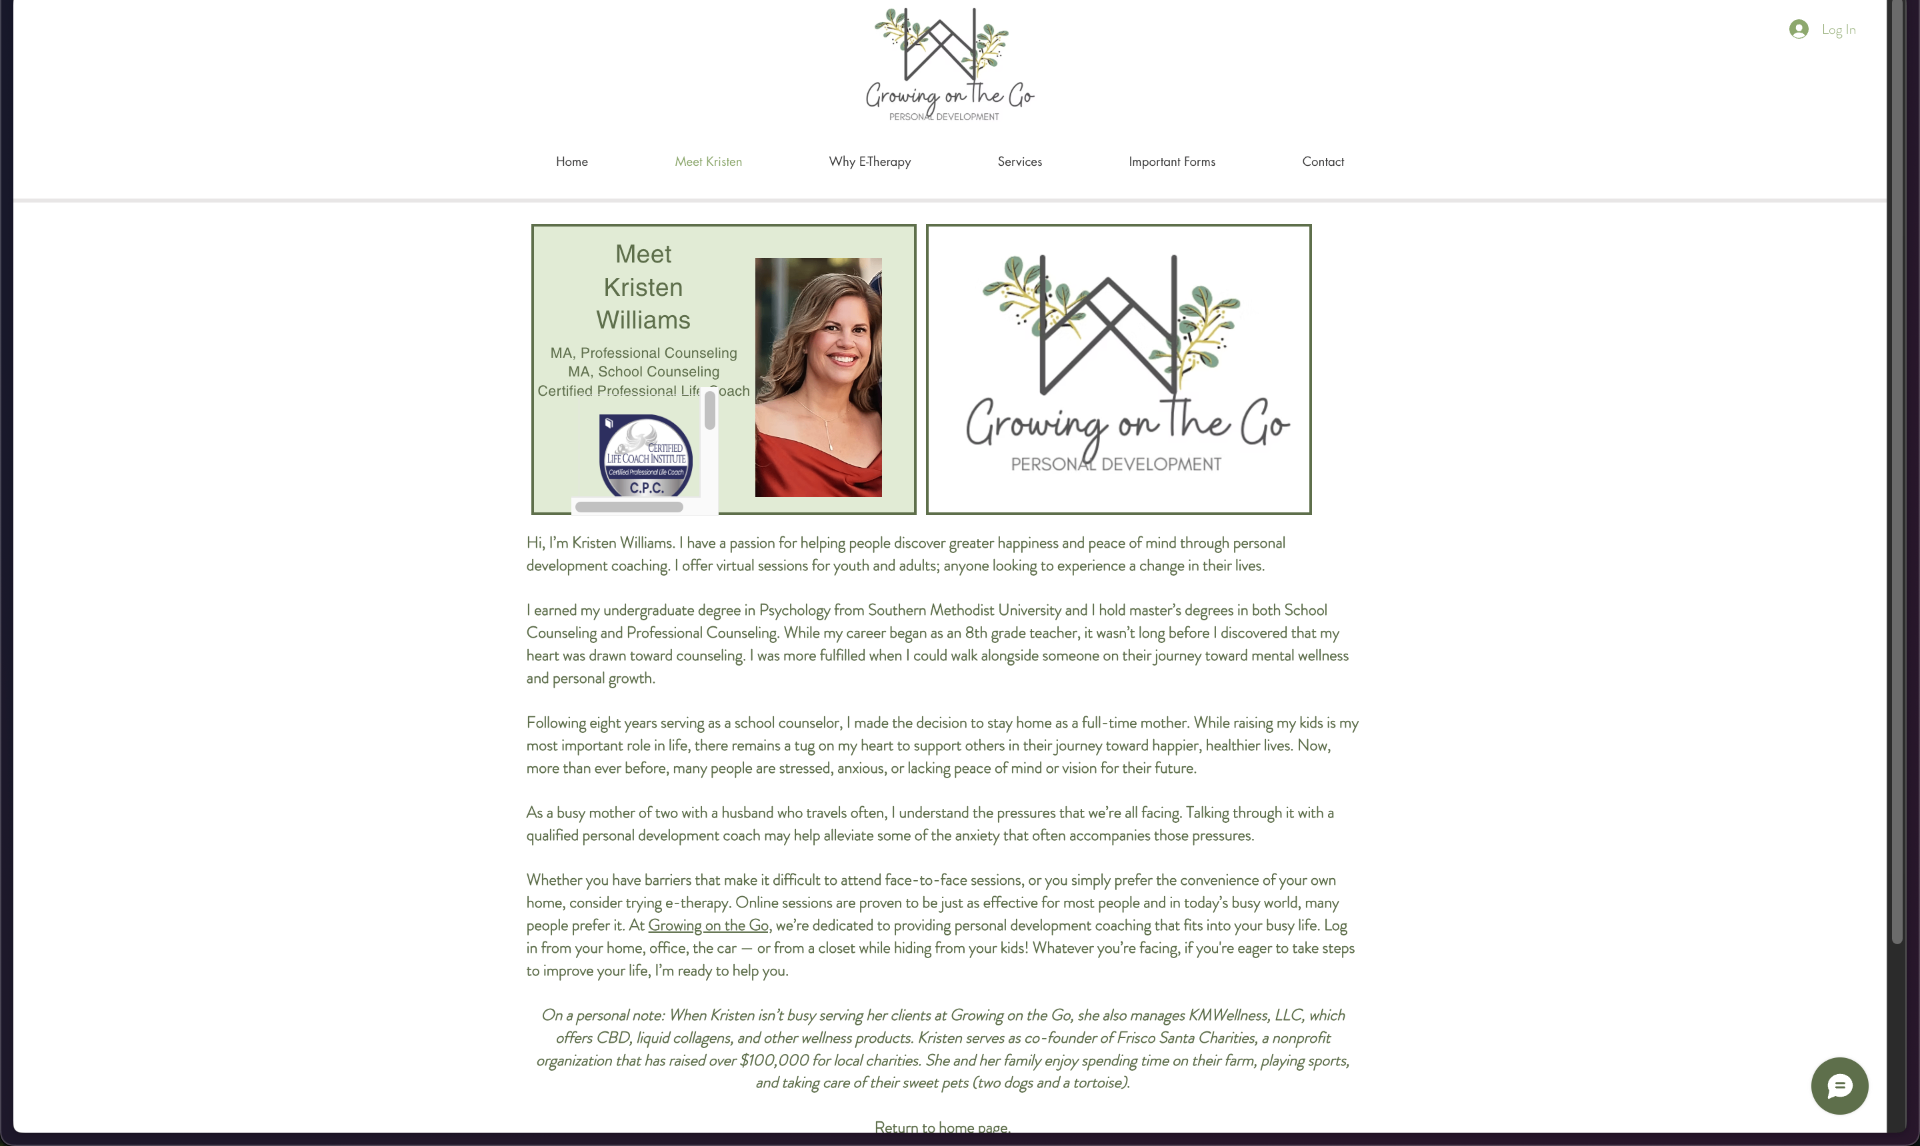 Growing on The Go
PERSONAL DEVELOPMENT
Log In
Home
Meet Kristen
Why E-Therapy
Services
Important Forms
Contact
Meet
Kristen
Williams
MA, Professional Counseling
MA, School Counseling
Certified Professional Life Coach
CERTIFIED
LIFE COACH INSTITUTE
Certified Professional Life Coach
C.P.C.
Growing on The Go
PERSONAL DEVELOPMENT
Hi, I’m Kristen Williams. I have a passion for helping people discover greater happiness and peace of mind through personal
development coaching. I offer virtual sessions for youth and adults; anyone looking to experience a change in their lives.
I earned my undergraduate degree in Psychology from Southern Methodist University and I hold master’s degrees in both School
Counseling and Professional Counseling. While my career began as an 8th grade teacher, it wasn’t long before I discovered that my
heart was drawn toward counseling. I was more fulfilled when I could walk alongside someone on their journey toward mental wellness
and personal growth.
Following eight years serving as a school counselor, I made the decision to stay home as a full-time mother. While raising my kids is my
most important role in life, there remains a tug on my heart to support others in their journey toward happier, healthier lives. Now,
more than ever before, many people are stressed, anxious, or lacking peace of mind or vision for their future.
As a busy mother of two with a husband who travels often, I understand the pressures that we’re all facing. Talking through it with a
qualified personal development coach may help alleviate some of the anxiety that often accompanies those pressures.
Whether you have barriers that make it difficult to attend face-to-face sessions, or you simply prefer the convenience of your own
home, consider trying e-therapy. Online sessions are proven to be just as effective for most people and in today’s busy world, many
people prefer it. At Growing on the Go, we’re dedicated to providing personal development coaching that fits into your busy life. Log
in from your home, office, the car — or from a closet while hiding from your kids! Whatever you’re facing, if you're eager to take steps
to improve your life, I’m ready to help you.
On a personal note: When Kristen isn’t busy serving her clients at Growing on the Go, she also manages KMWellness, LLC, which
offers CBD, liquid collagens, and other wellness products. Kristen serves as co-founder of Frisco Santa Charities, a nonprofit
organization that has raised over $100,000 for local charities. She and her family enjoy spending time on their farm, playing sports,
and taking care of their sweet pets (two dogs and a tortoise).
Return to home page.